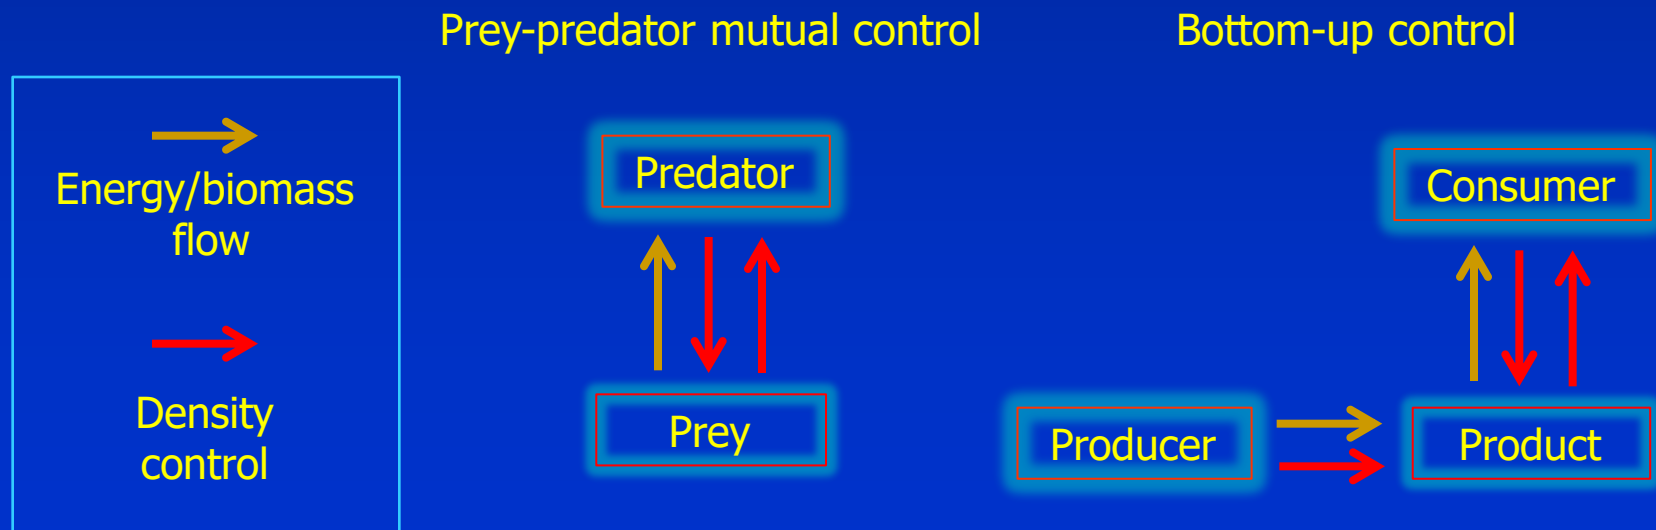 Prey-predator mutual control
Bottom-up control
Energy/biomass
flow
Density
control
Predator
Prey
Consumer
Producer
Product